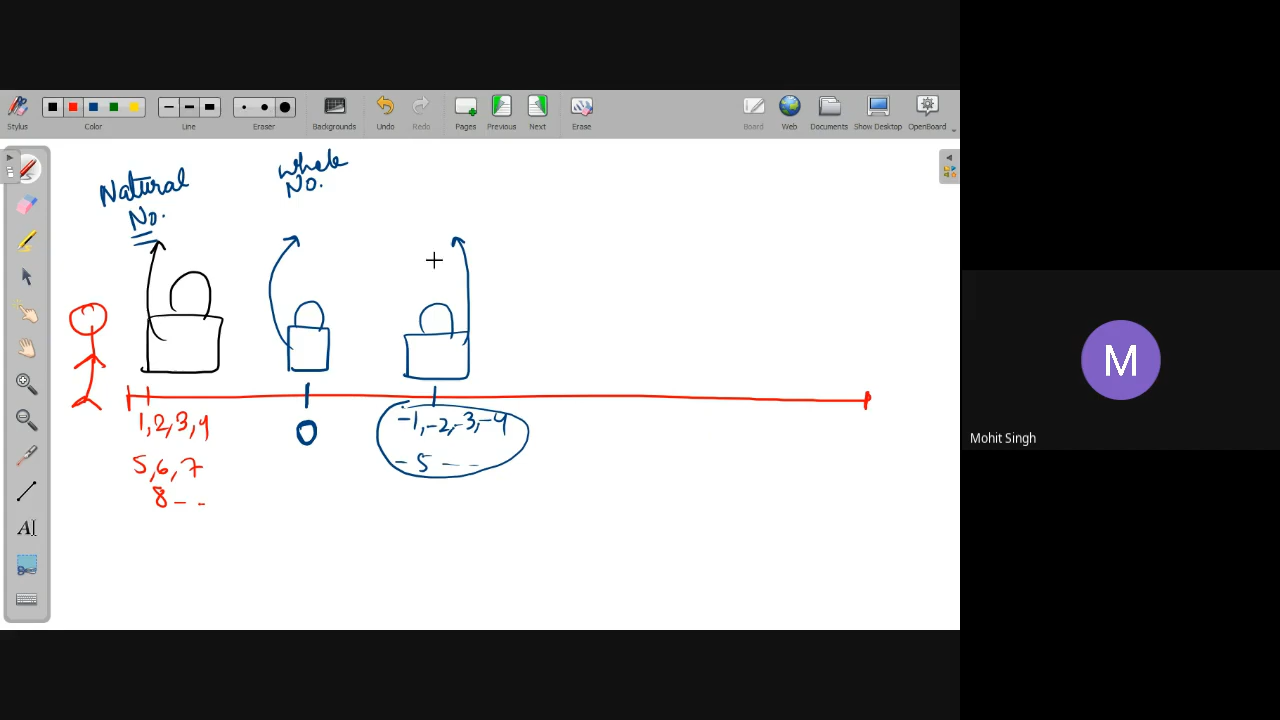 Stylus
Color
Line
Eraser
Backgrounds
Undo
Redo
Pages
Previous
Next
Erase
Board
Web
Documents
Show Desktop
OpenBoard
Natural
No.
Whole
No.
1,2,3,4
5,6,7
8 - -
0
-1,-2,-3,-4
-5 ---
A
M
Mohit Singh